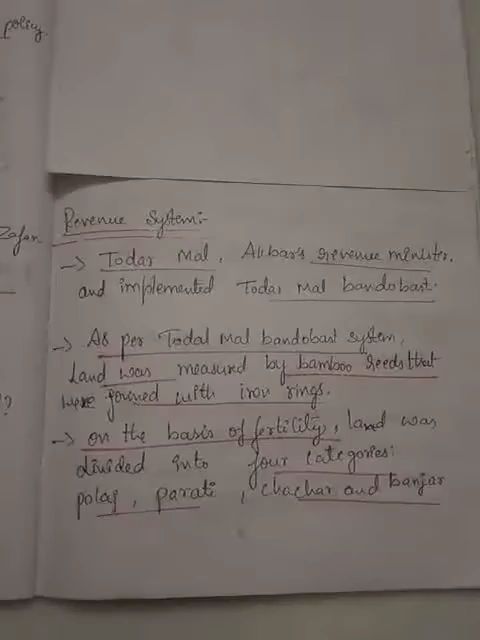 policy.
Zafar
?
Revenue System:-
-> Todar Mal, Akbar's revenue minister,
and implemented Todar Mal bandobast.
-> As per Todal Mal bandobast system,
Land was measured by bamboo reeds that
were joined with iron rings.
-> on the basis of fertility, land was
divided into four categories:
polaj, parati, chachar and banjar